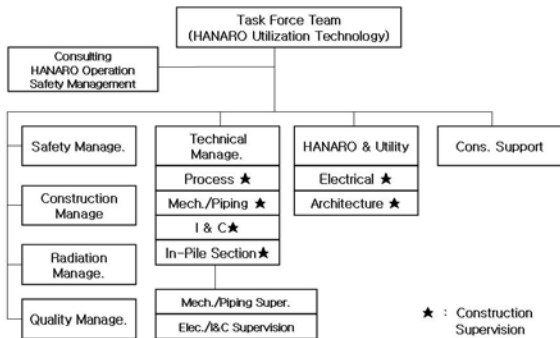 Task Force Team
(HANARO Utilization Technology)
Consulting
HANARO Operation
Safety Management
Safety Manage.
Technical
Manage.
HANARO & Utility
Cons. Support
Process ★
Electrical ★
Construction
Manage
Mech./Piping ★
Architecture ★
I & C★
Radiation
Manage.
In-Pile Section★
Quality Manage.
Mech./Piping Super.
Elec./I&C Supervision
★ : Construction
Supervision